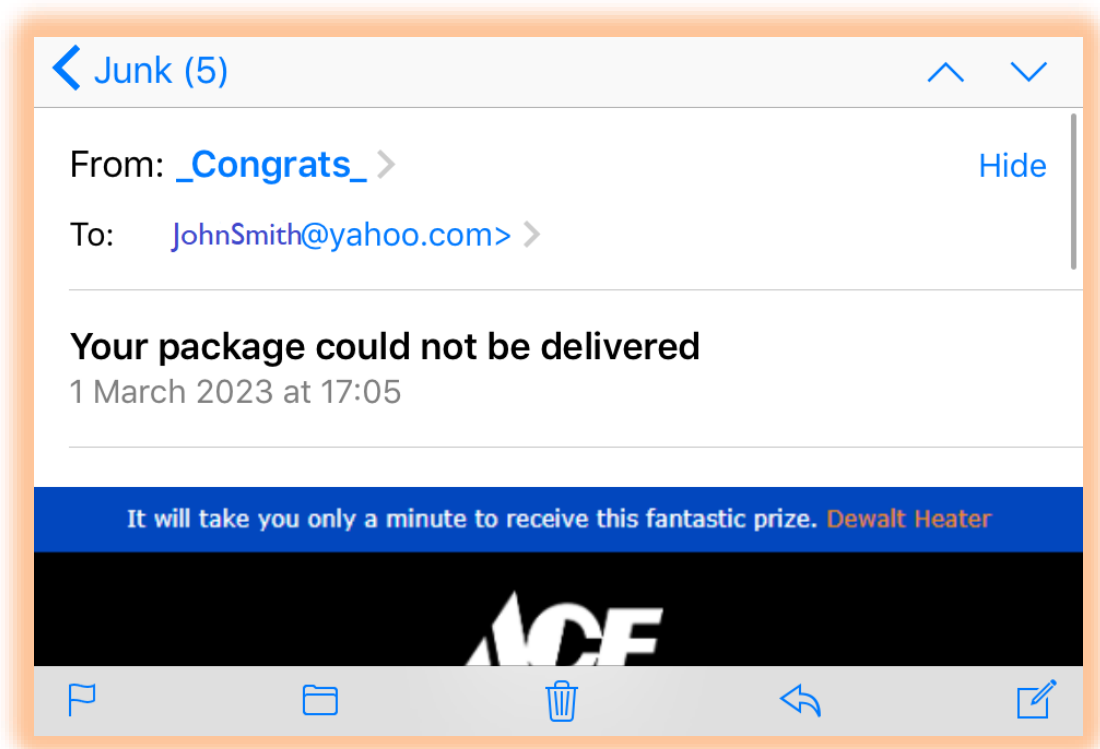 Junk (5)
From: _Congrats_
Hide
To: JohnSmith@yahoo.com>
Your package could not be delivered
1 March 2023 at 17:05
It will take you only a minute to receive this fantastic prize. Dewalt Heater
ACE